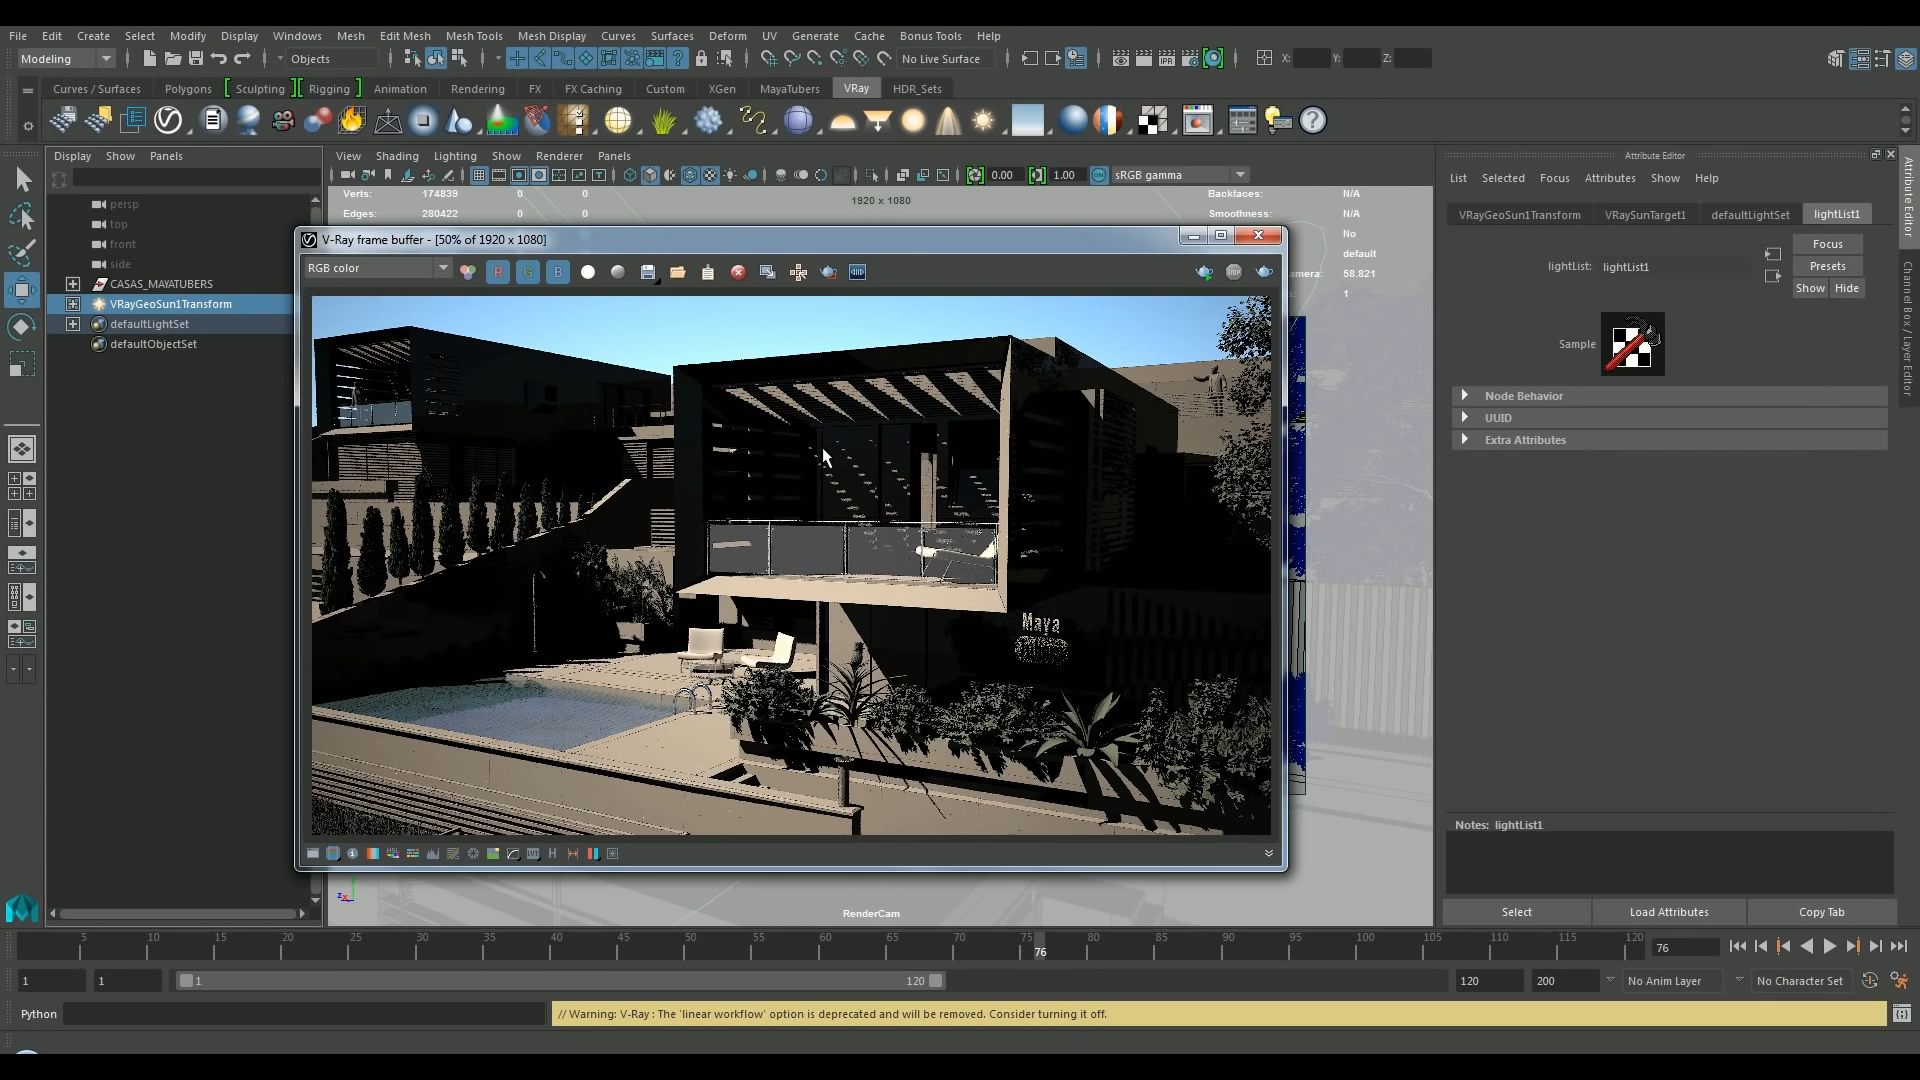 File Edit Create Select Modify Display Windows Mesh Edit Mesh Mesh Tools Mesh Display Curves Surfaces Deform UV Generate Cache Bonus Tools Help
Modeling Objects No Live Surface X: Y: Z:
Curves / Surfaces Polygons Sculpting Rigging Animation Rendering FX FX Caching Custom XGen MayaTubers VRay HDR_Sets
Display Show Panels
View Shading Lighting Show Renderer Panels
0.00 1.00 sRGB gamma
Attribute Editor
List Selected Focus Attributes Show Help
VRayGeoSun1Transform VRaySunTarget1 defaultLightSet lightList1
persp
top
front
side
CASAS_MAYATUBERS
VRayGeoSun1Transform
defaultLightSet
defaultObjectSet
Verts: 174839 0 0
Edges: 280422 0 0
1920 x 1080
Backfaces: N/A
Smoothness: N/A
No
default
amera: 58.821
1
V-Ray frame buffer - [50% of 1920 x 1080]
RGB color
R G B
STOP
Maya
lightList: lightList1
Focus
Presets
Show Hide
Sample
Node Behavior
UUID
Extra Attributes
Attribute Editor
Channel Box / Layer Editor
Notes: lightList1
Select Load Attributes Copy Tab
RenderCam
5 10 15 20 25 30 35 40 45 50 55 60 65 70 75 80 85 90 95 100 105 110 115 120
76
76
1 1 1 120 120 200 No Anim Layer No Character Set
Python
// Warning: V-Ray : The 'linear workflow' option is deprecated and will be removed. Consider turning it off.